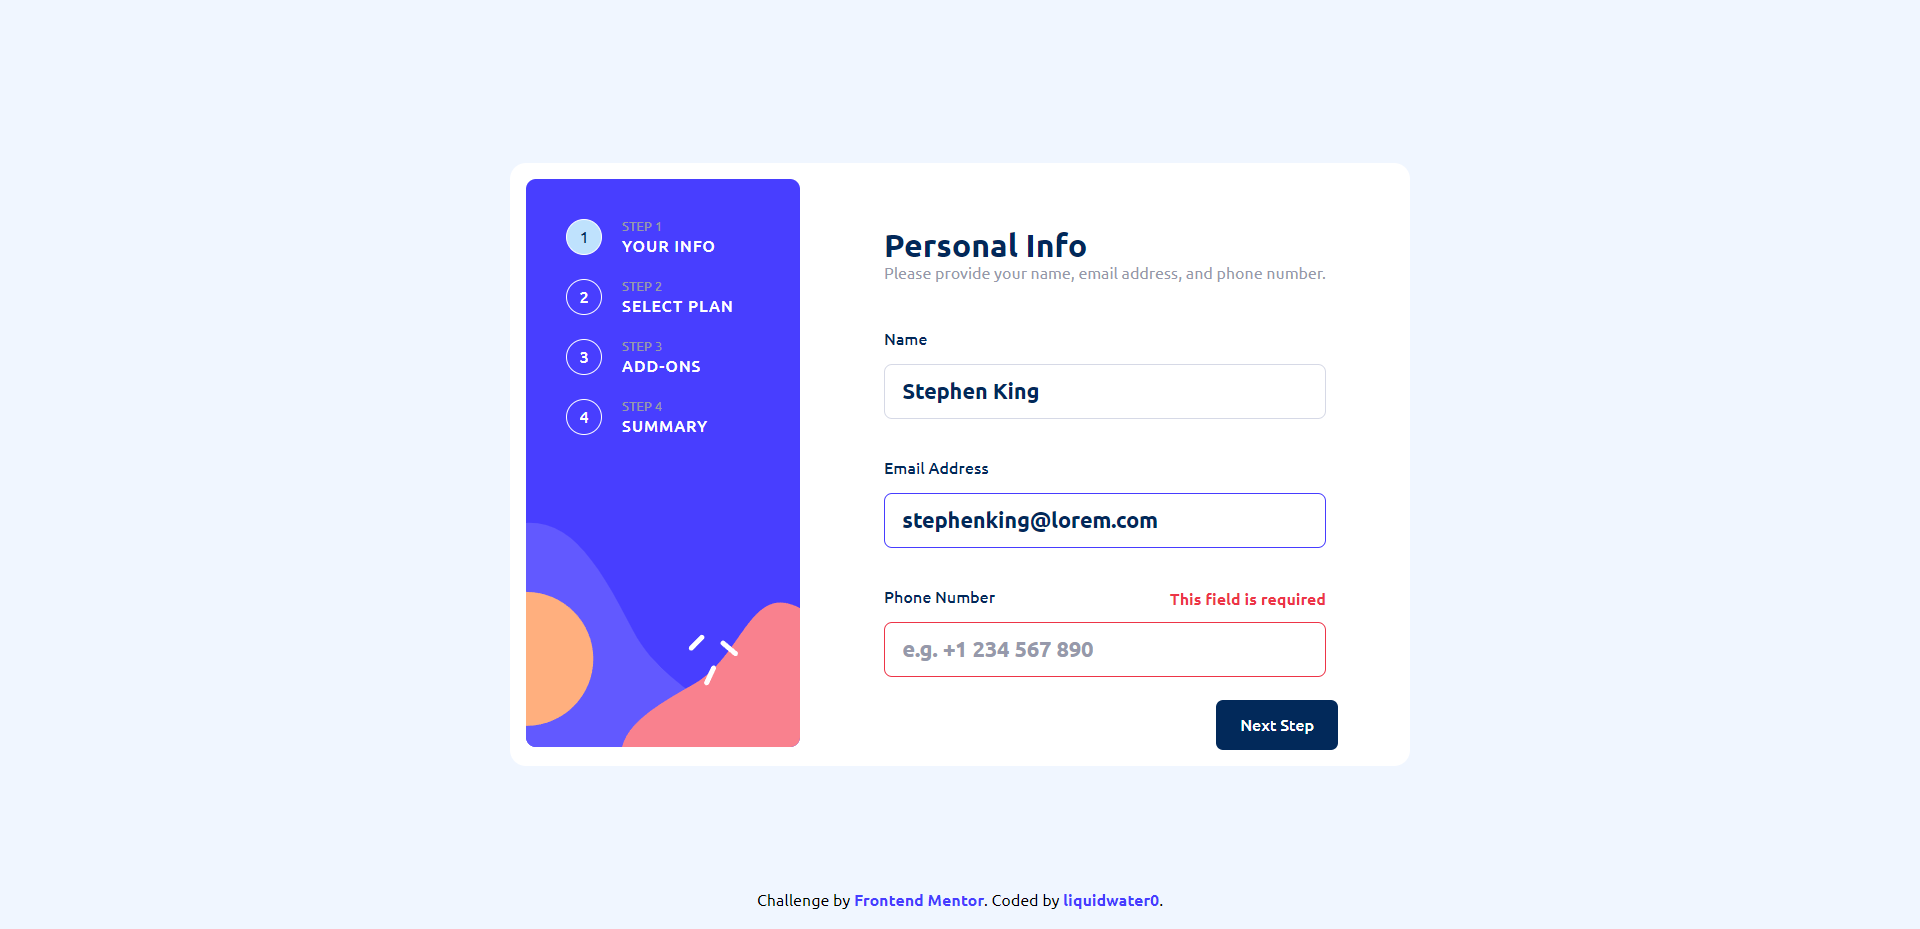 1
STEP 1
YOUR INFO
2
STEP 2
SELECT PLAN
3
STEP 3
ADD-ONS
4
STEP 4
SUMMARY
Personal Info
Please provide your name, email address, and phone number.
Name
Stephen King
Email Address
stephenking@lorem.com
Phone Number
This field is required
e.g. +1 234 567 890
Next Step
Challenge by Frontend Mentor. Coded by liquidwater0.